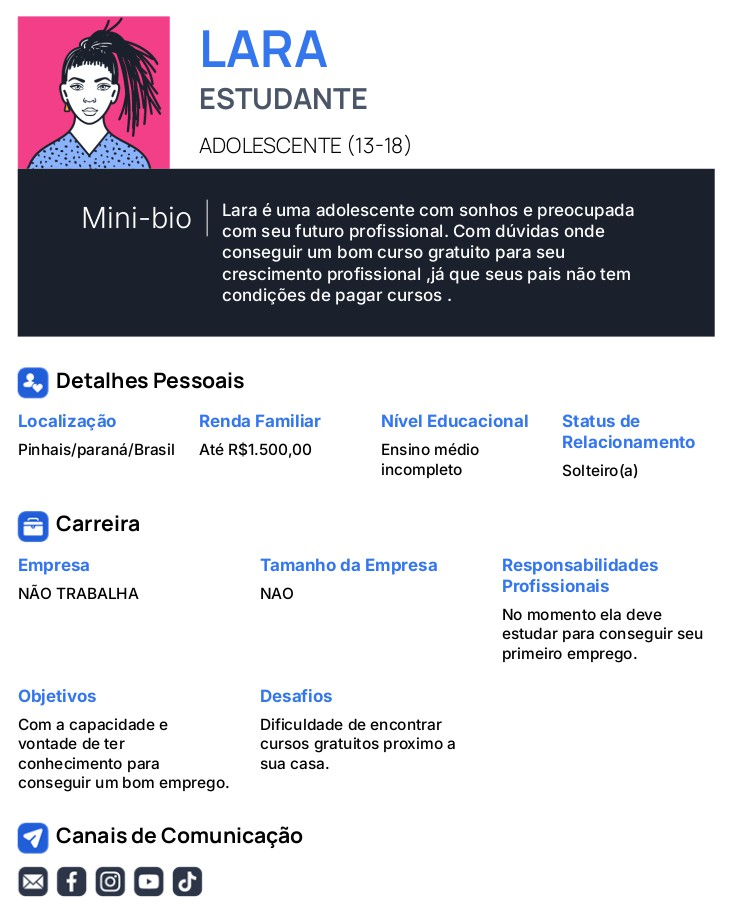 LARA
ESTUDANTE
ADOLESCENTE (13-18)
Mini-bio
Lara é uma adolescente com sonhos e preocupada
com seu futuro profissional. Com dúvidas onde
conseguir um bom curso gratuito para seu
crescimento profissional ,já que seus pais não tem
condições de pagar cursos .
Detalhes Pessoais
Localização
Pinhais/paraná/Brasil
Renda Familiar
Até R$1.500,00
Nível Educacional
Ensino médio
incompleto
Status de
Relacionamento
Solteiro(a)
Carreira
Empresa
NÃO TRABALHA
Tamanho da Empresa
NAO
Responsabilidades
Profissionais
No momento ela deve
estudar para conseguir seu
primeiro emprego.
Objetivos
Com a capacidade e
vontade de ter
conhecimento para
conseguir um bom emprego.
Desafios
Dificuldade de encontrar
cursos gratuitos proximo a
sua casa.
Canais de Comunicação